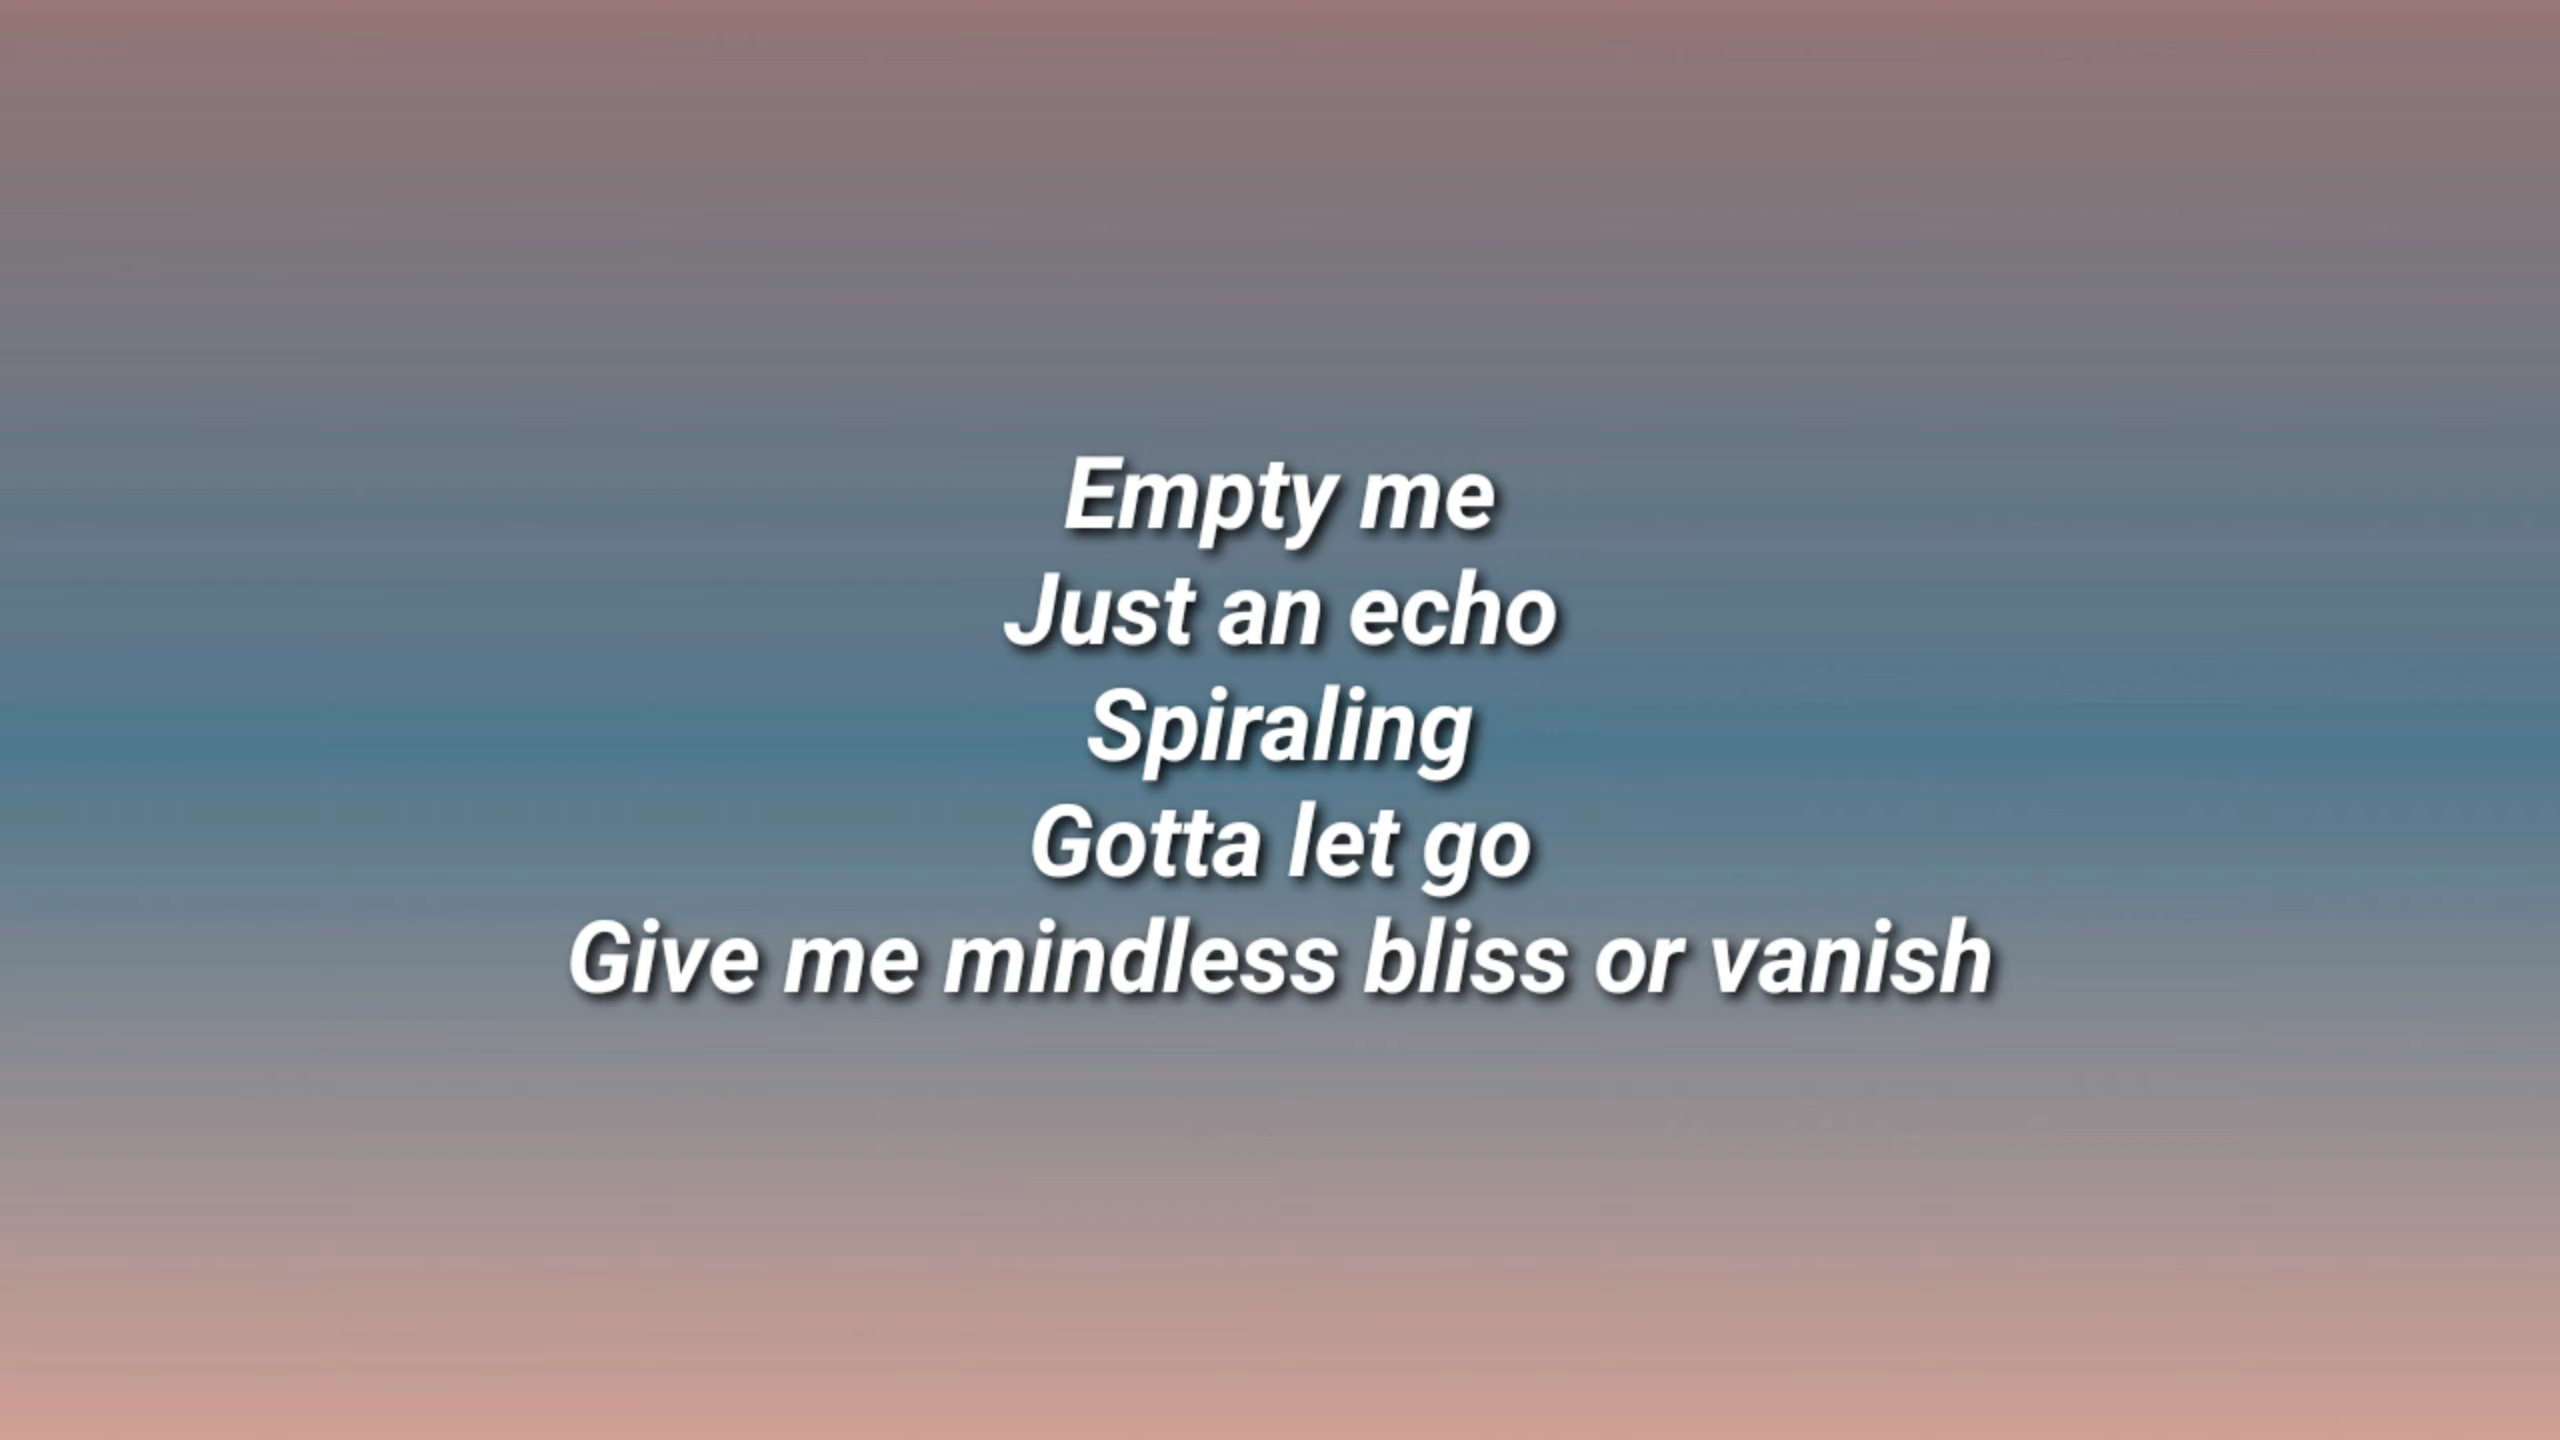 Empty me
Just an echo
Spiraling
Gotta let go
Give me mindless bliss or vanish